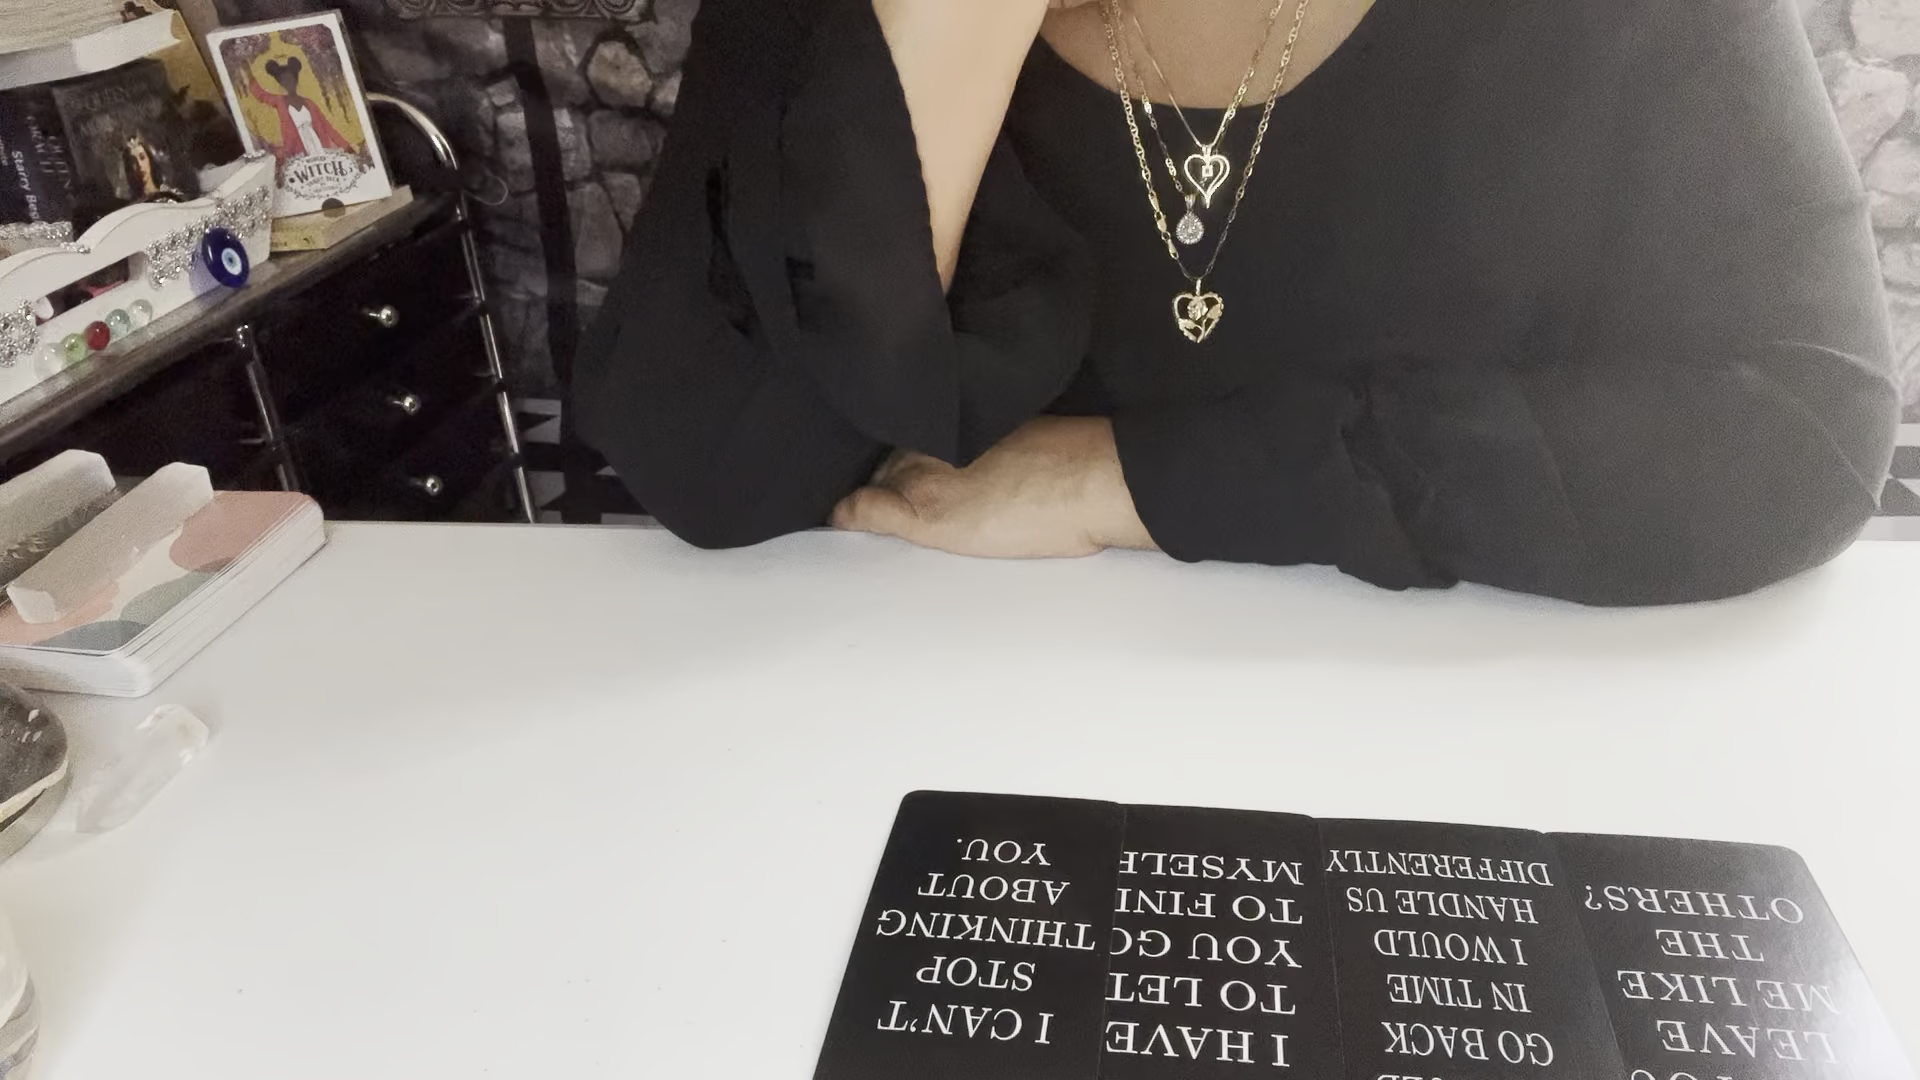 WITCH
Starry
LEAVE
ME LIKE
THE
OTHERS?
GO BACK
IN TIME
I WOULD
HANDLE US
DIFFERENTLY
I HAVE
TO LET
YOU GO
TO FIN
MYSELF
I CAN'T
STOP
THINKING
ABOUT
YOU.